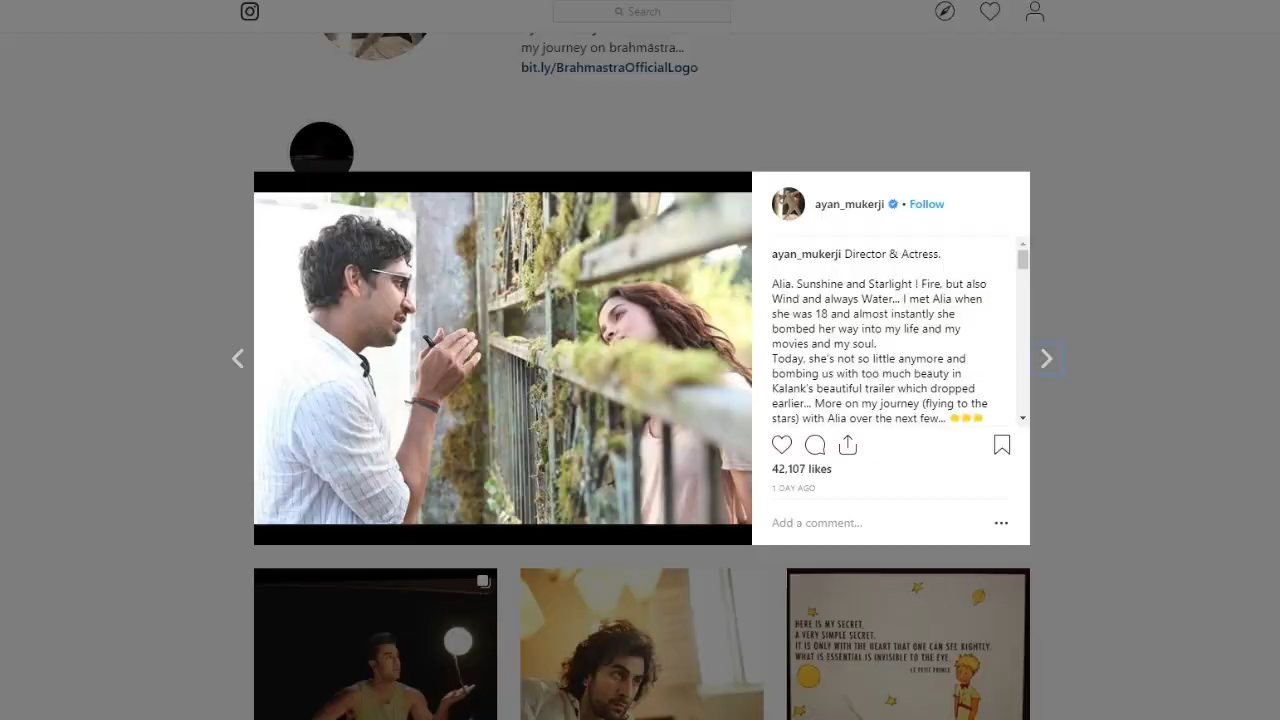 Search
my journey on brahmāstra...
bit.ly/BrahmastraOfficialLogo
ayan_mukerji • Follow
ayan_mukerji Director & Actress.
Alia. Sunshine and Starlight ! Fire, but also
Wind and always Water... I met Alia when
she was 18 and almost instantly she
bombed her way into my life and my
movies and my soul.
Today, she's not so little anymore and
bombing us with too much beauty in
Kalank's beautiful trailer which dropped
earlier... More on my journey (flying to the
stars) with Alia over the next few... 👏👏👏
42,107 likes
1 DAY AGO
Add a comment...
HERE IS MY SECRET,
A VERY SIMPLE SECRET.
IT IS ONLY WITH THE HEART THAT ONE CAN SEE RIGHTLY,
WHAT IS ESSENTIAL IS INVISIBLE TO THE EYE.
-LE PETIT PRINCE